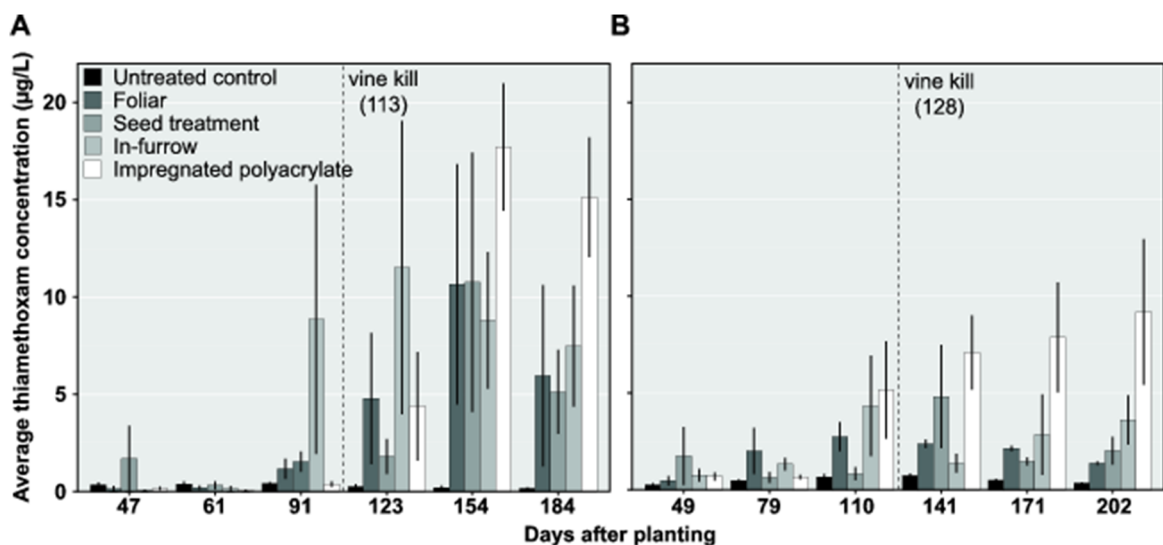 A
B
Average thiamethoxam concentration (µg/L)
Untreated control
Foliar
Seed treatment
In-furrow
Impregnated polyacrylate
vine kill
(113)
vine kill
(128)
20
15
10
5
0
47 61 91 123 154 184
49 79 110 141 171 202
Days after planting